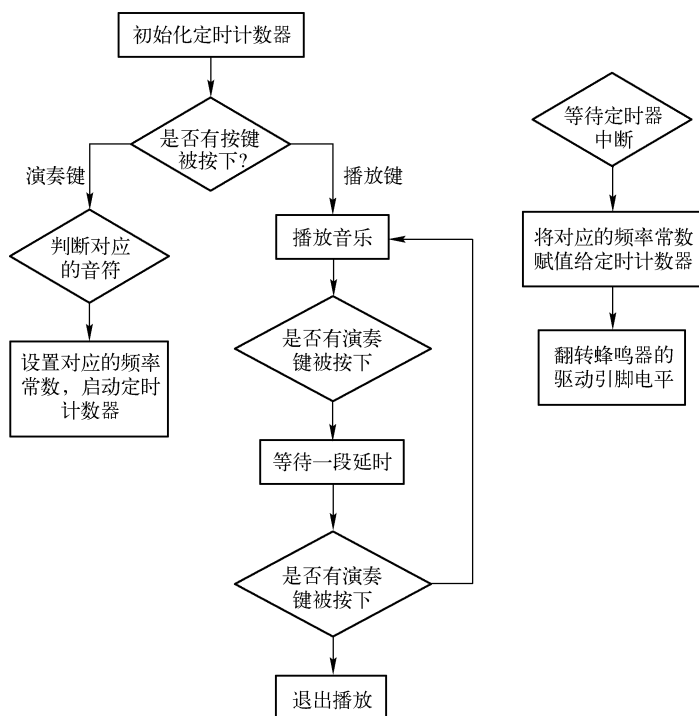 初始化定时计数器
是否有按键
被按下?
演奏键
播放键
判断对应
的音符
设置对应的频率
常数，启动定时
计数器
播放音乐
是否有演奏
键被按下
等待一段延时
是否有演奏
键被按下
退出播放
等待定时器
中断
将对应的频率常数
赋值给定时计数器
翻转蜂鸣器的
驱动引脚电平